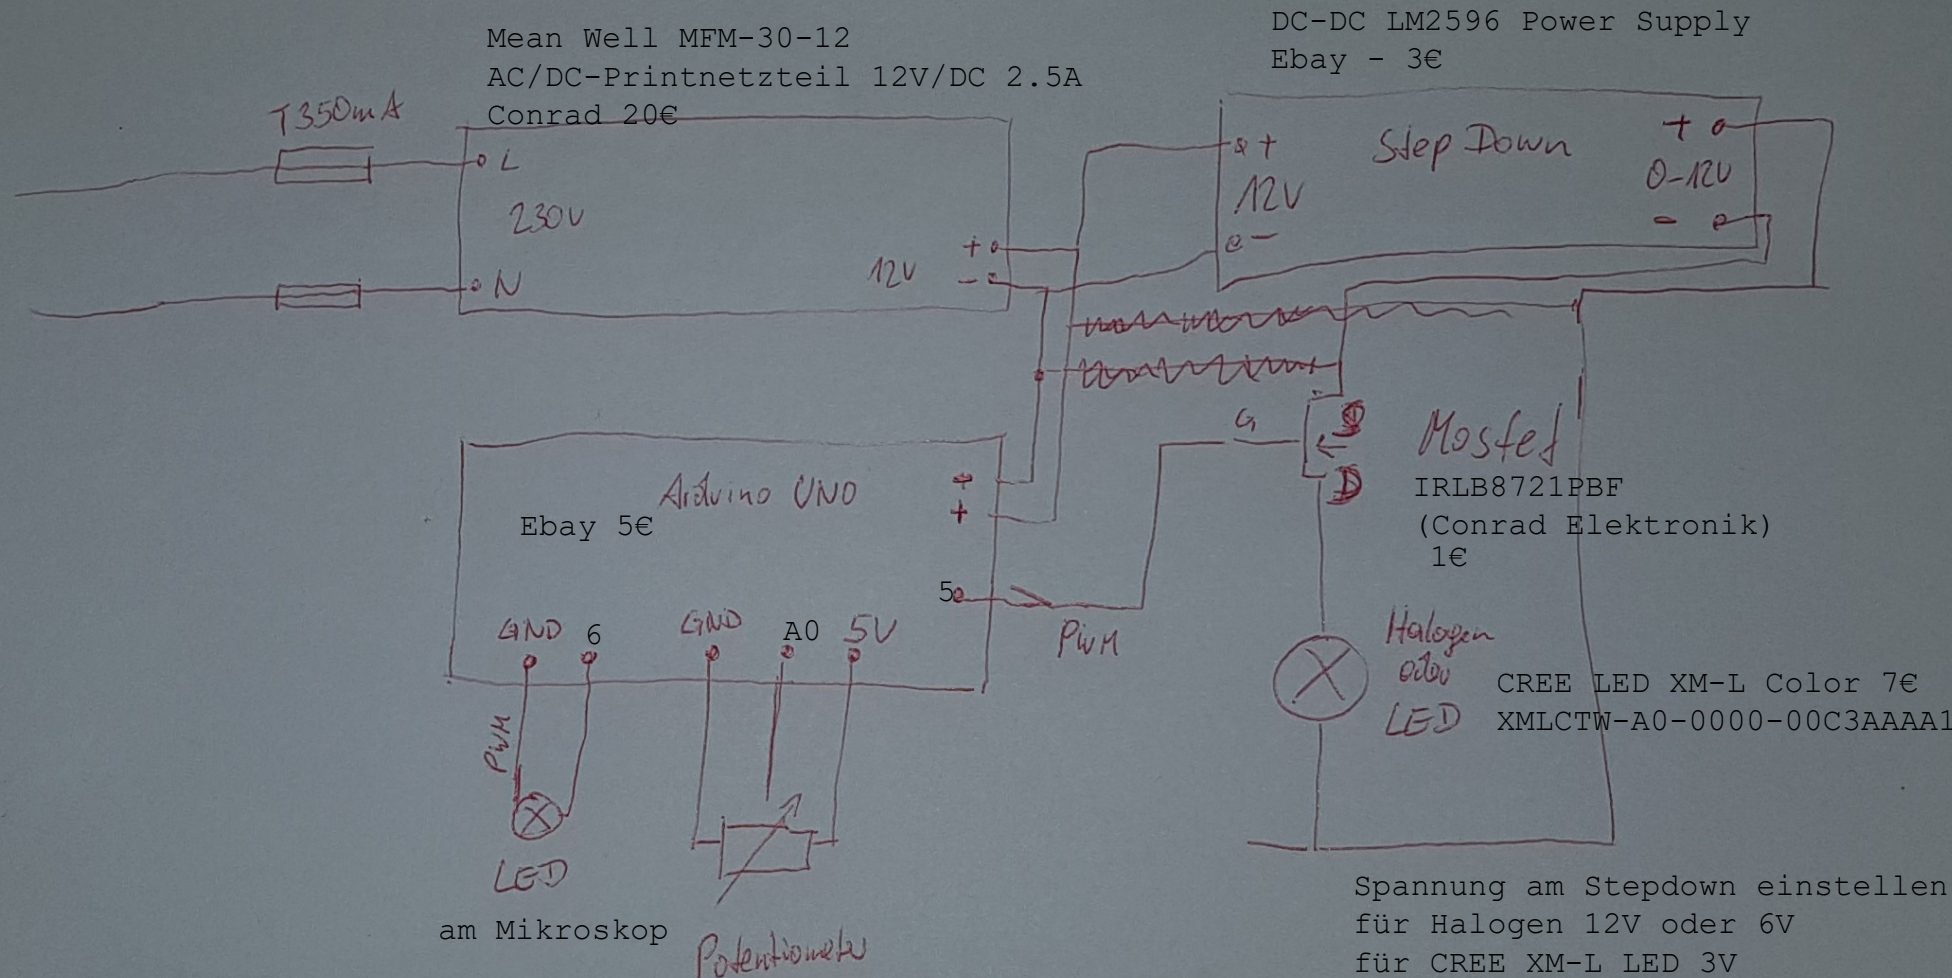 Mean Well MFM-30-12
AC/DC-Printnetzteil 12V/DC 2.5A
Conrad 20€
DC-DC LM2596 Power Supply
Ebay - 3€
T350mA
L
230V
N
+
12V -
+
12V
-
Step Down
+
0-12V
-
G
S
D
Mosfet
IRLB8721PBF
(Conrad Elektronik)
1€
Arduino UNO
Ebay 5€
+
5
PWM
GND 6 GND A0 5V
PWM
LED
am Mikroskop
Potentiometer
Halogen
oder
LED
CREE LED XM-L Color 7€
XMLCTW-A0-0000-00C3AAAA1
Spannung am Stepdown einstellen
für Halogen 12V oder 6V
für CREE XM-L LED 3V